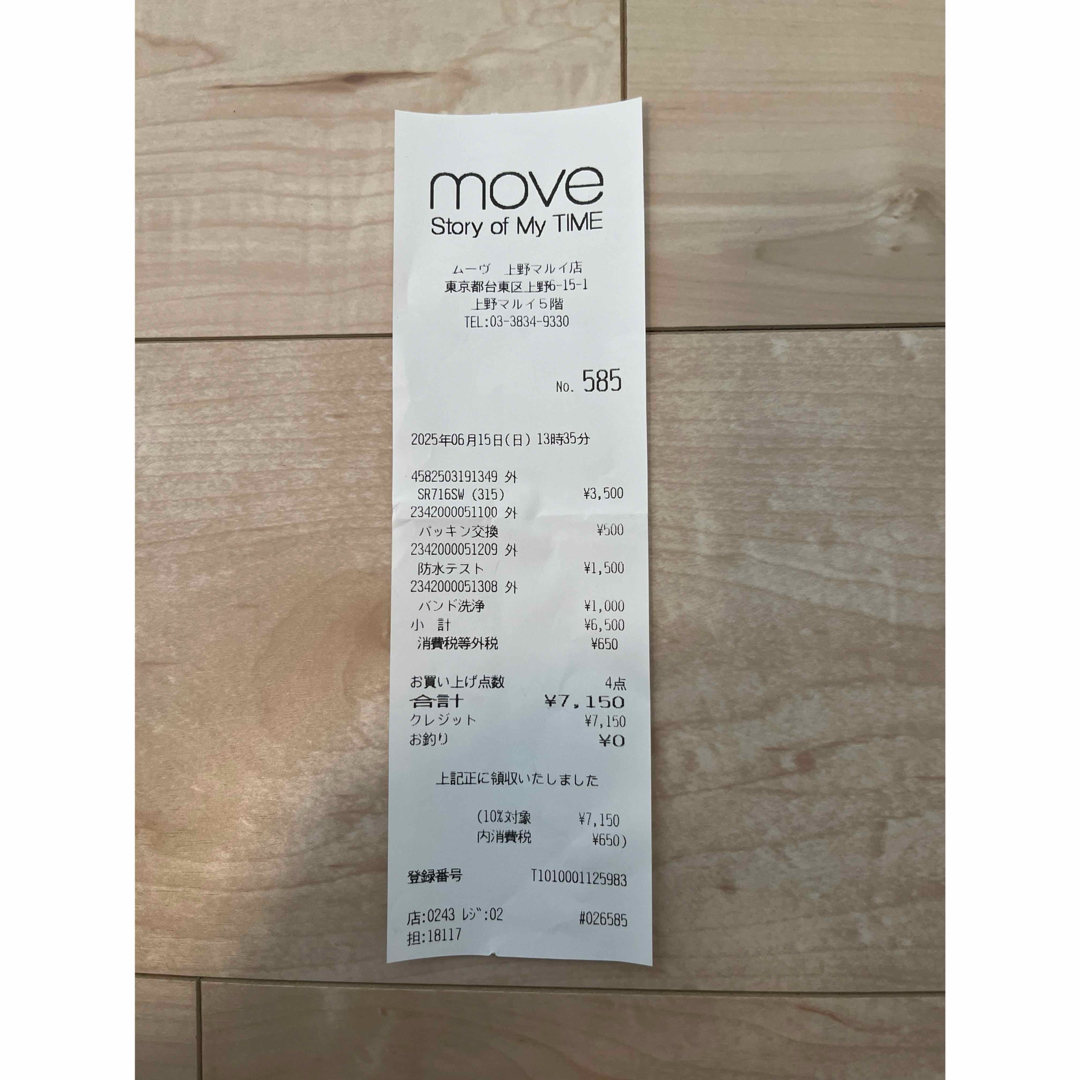 move
Story of My TIME
ムーヴ 上野マルイ店
東京都台東区上野6-15-1
上野マルイ5階
TEL:03-3834-9330
No. 585
2025年06月15日(日) 13時35分
4582503191349 外
SR716SW (315) ¥3,500
2342000051100 外
パッキン交換 ¥500
2342000051209 外
防水テスト ¥1,500
2342000051308 外
バンド洗浄 ¥1,000
小 計 ¥6,500
消費税等外税 ¥650
お買い上げ点数 4点
合計 ¥7,150
クレジット ¥7,150
お釣り ¥0
上記正に領収いたしました
(10%対象 ¥7,150
内消費税 ¥650)
登録番号 T1010001125983
店:0243 ﾚｼﾞ:02 #026585
担:18117